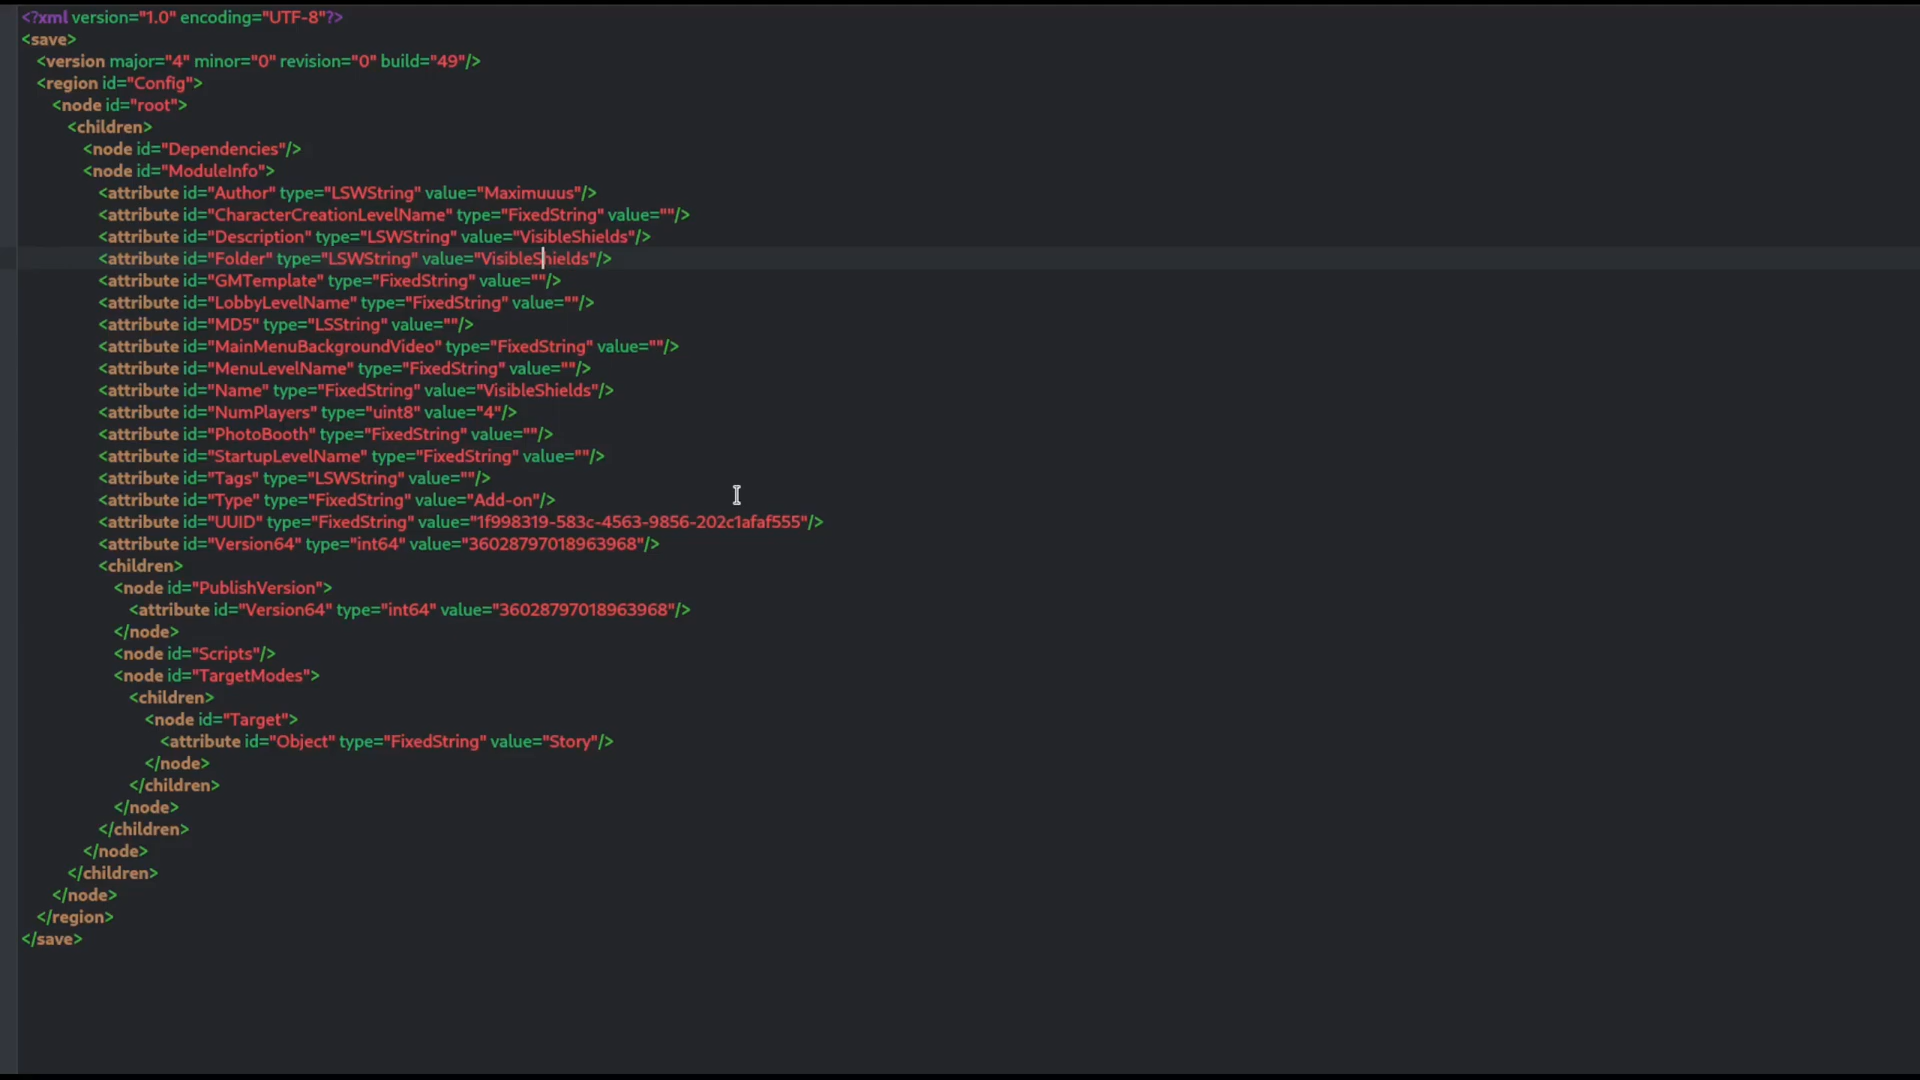 <?xml version="1.0" encoding="UTF-8"?>
<save>
<version major="4" minor="0" revision="0" build="49"/>
<region id="Config">
<node id="root">
<children>
<node id="Dependencies"/>
<node id="ModuleInfo">
<attribute id="Author" type="LSWString" value="Maximuuus"/>
<attribute id="CharacterCreationLevelName" type="FixedString" value=""/>
<attribute id="Description" type="LSWString" value="VisibleShields"/>
<attribute id="Folder" type="LSWString" value="VisibleShields"/>
<attribute id="GMTemplate" type="FixedString" value=""/>
<attribute id="LobbyLevelName" type="FixedString" value=""/>
<attribute id="MD5" type="LSString" value=""/>
<attribute id="MainMenuBackgroundVideo" type="FixedString" value=""/>
<attribute id="MenuLevelName" type="FixedString" value=""/>
<attribute id="Name" type="FixedString" value="VisibleShields"/>
<attribute id="NumPlayers" type="uint8" value="4"/>
<attribute id="PhotoBooth" type="FixedString" value=""/>
<attribute id="StartupLevelName" type="FixedString" value=""/>
<attribute id="Tags" type="LSWString" value=""/>
<attribute id="Type" type="FixedString" value="Add-on"/>
<attribute id="UUID" type="FixedString" value="1f998319-583c-4563-9856-202c1afaf555"/>
<attribute id="Version64" type="int64" value="36028797018963968"/>
<children>
<node id="PublishVersion">
<attribute id="Version64" type="int64" value="36028797018963968"/>
</node>
<node id="Scripts"/>
<node id="TargetModes">
<children>
<node id="Target">
<attribute id="Object" type="FixedString" value="Story"/>
</node>
</children>
</node>
</children>
</node>
</children>
</node>
</region>
</save>